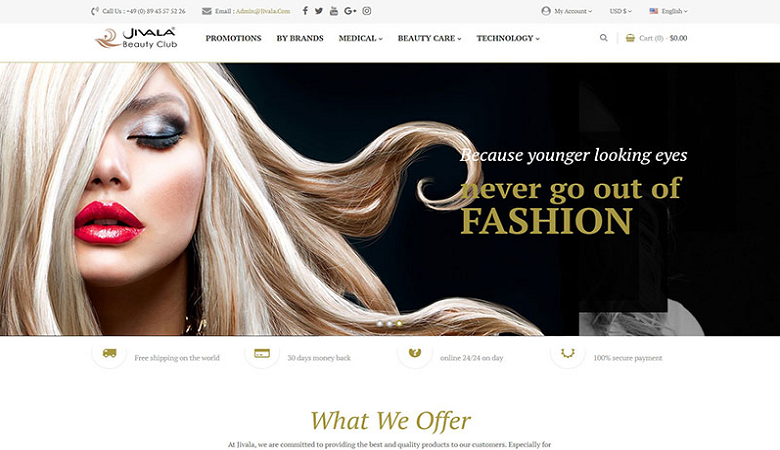 Call Us : +49 (0) 89 43 57 52 26
Email : Admin@Jivala.Com
My Account
USD $
English
JIVALA®
Beauty Club
PROMOTIONS
BY BRANDS
MEDICAL
BEAUTY CARE
TECHNOLOGY
Cart (0) - $0.00
Because younger looking eyes
never go out of
FASHION
Free shipping on the world
30 days money back
online 24/24 on day
100% secure payment
What We Offer
At Jivala, we are committed to providing the best and quality products to our customers. Especially for